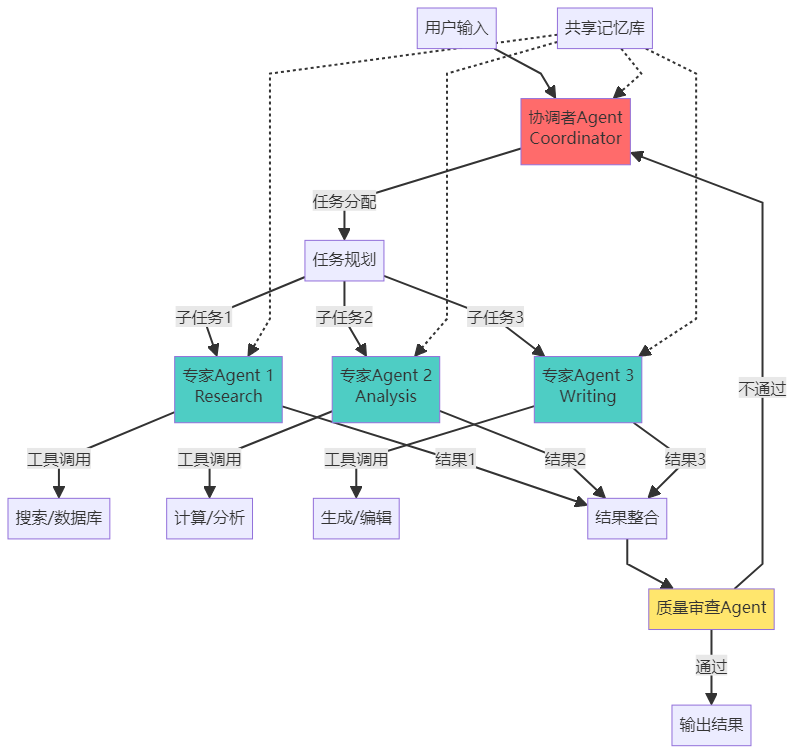 用户输入
共享记忆库
协调者Agent
Coordinator
任务分配
任务规划
子任务1
子任务2
子任务3
专家Agent 1
Research
专家Agent 2
Analysis
专家Agent 3
Writing
不通过
工具调用
工具调用
工具调用
结果1
结果2
结果3
搜索/数据库
计算/分析
生成/编辑
结果整合
质量审查Agent
通过
输出结果